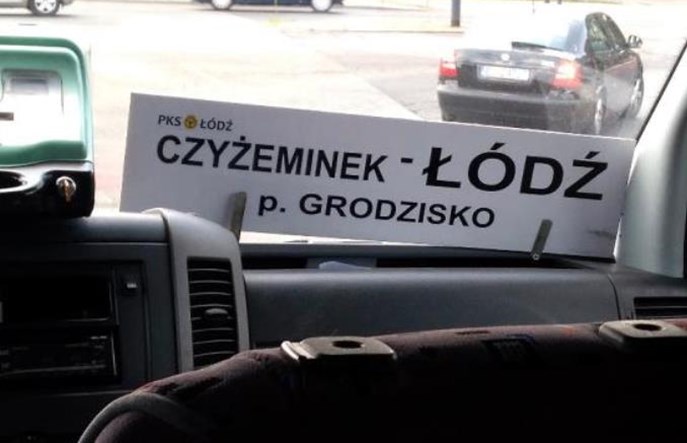 PKS ŁÓDŹ
CZYŻEMINEK - ŁÓDŹ
p. GRODZISKO